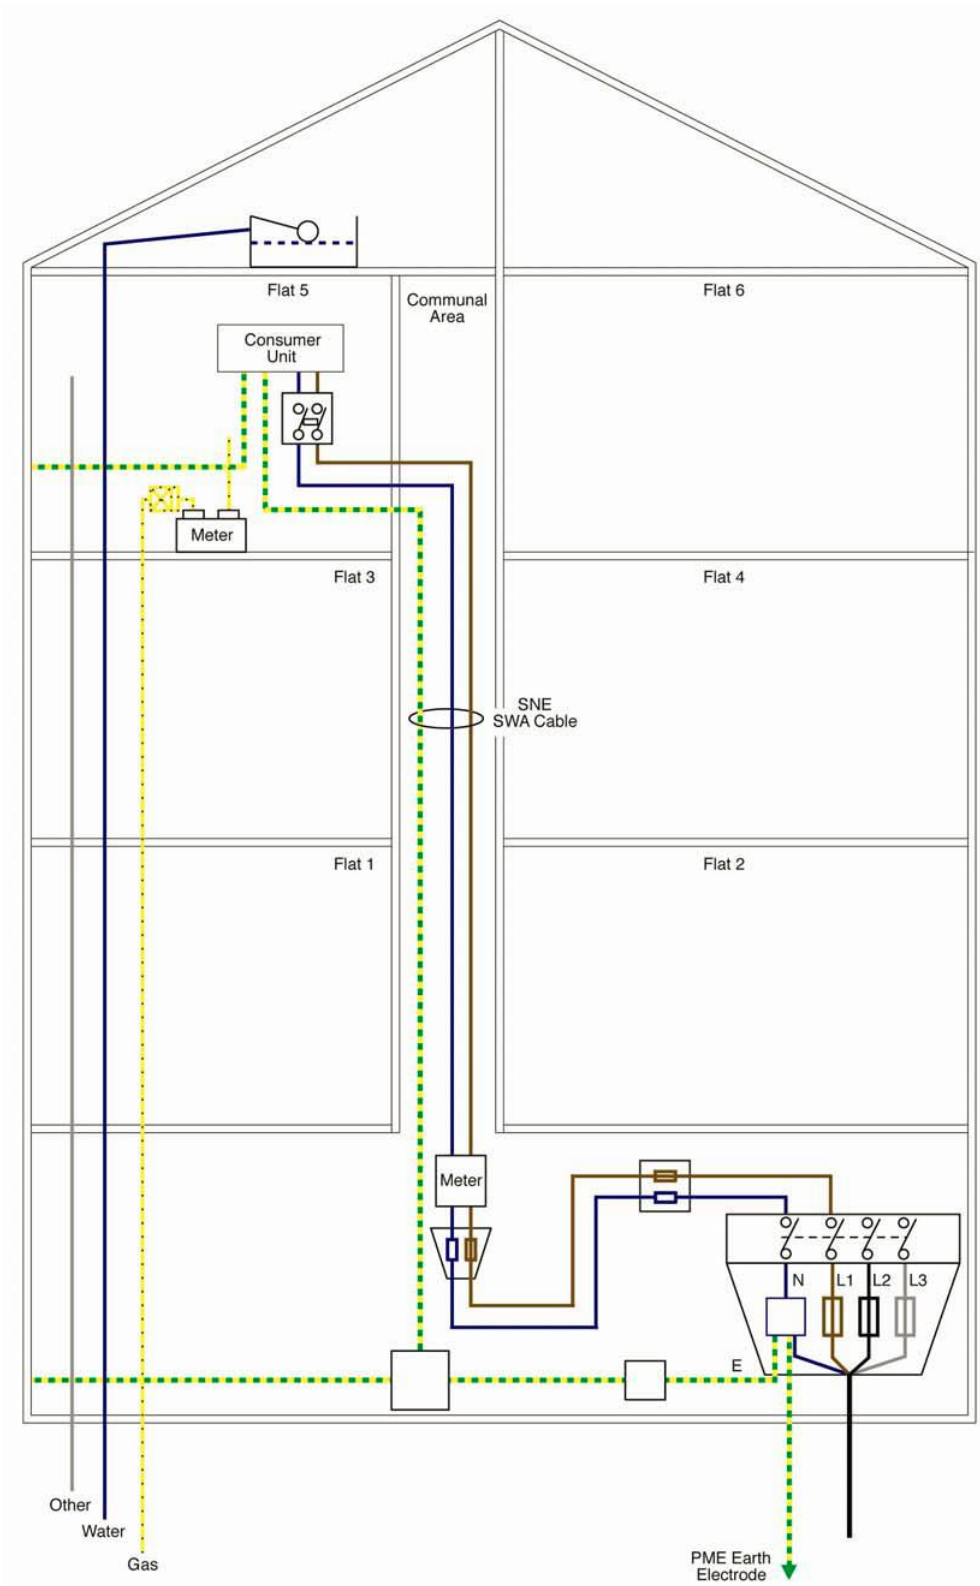 Flat 5
Communal
Area
Flat 6
Consumer
Unit
Meter
Flat 3
Flat 4
SNE
SWA Cable
Flat 1
Flat 2
Meter
N
L1
L2
L3
E
Other
Water
Gas
PME Earth
Electrode